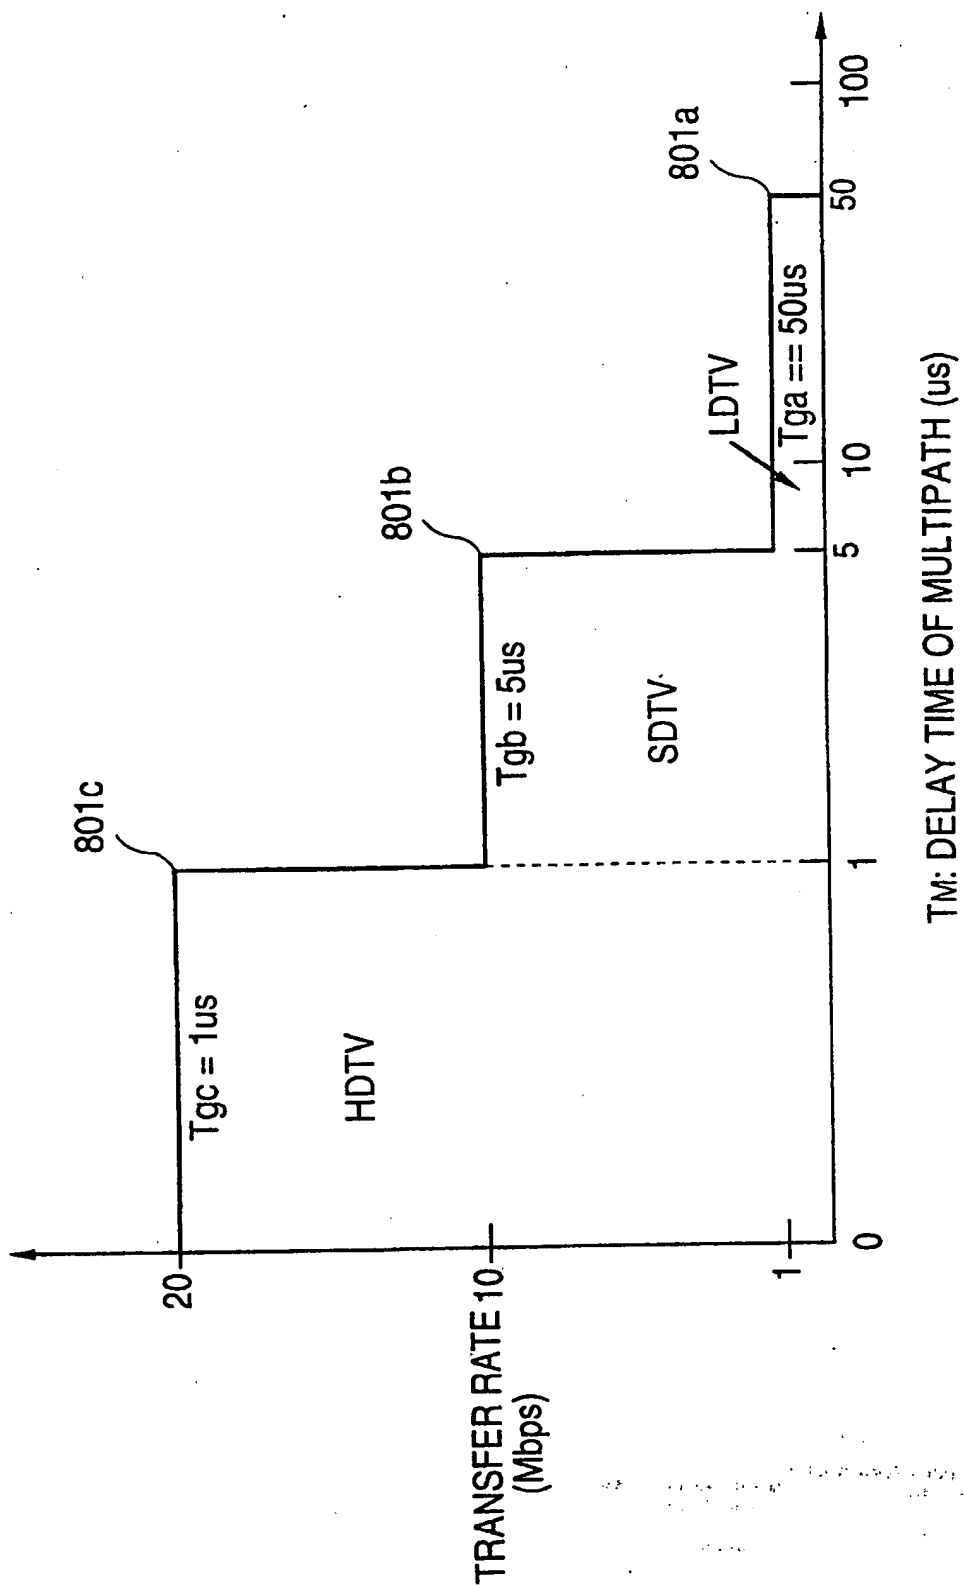 801c
20
Tgc = 1us
HDTV
801b
TRANSFER RATE 10
(Mbps)
Tgb = 5us
SDTV
801a
LDTV
1
Tga == 50us
0
1
5
10
50
100
TM: DELAY TIME OF MULTIPATH (us)